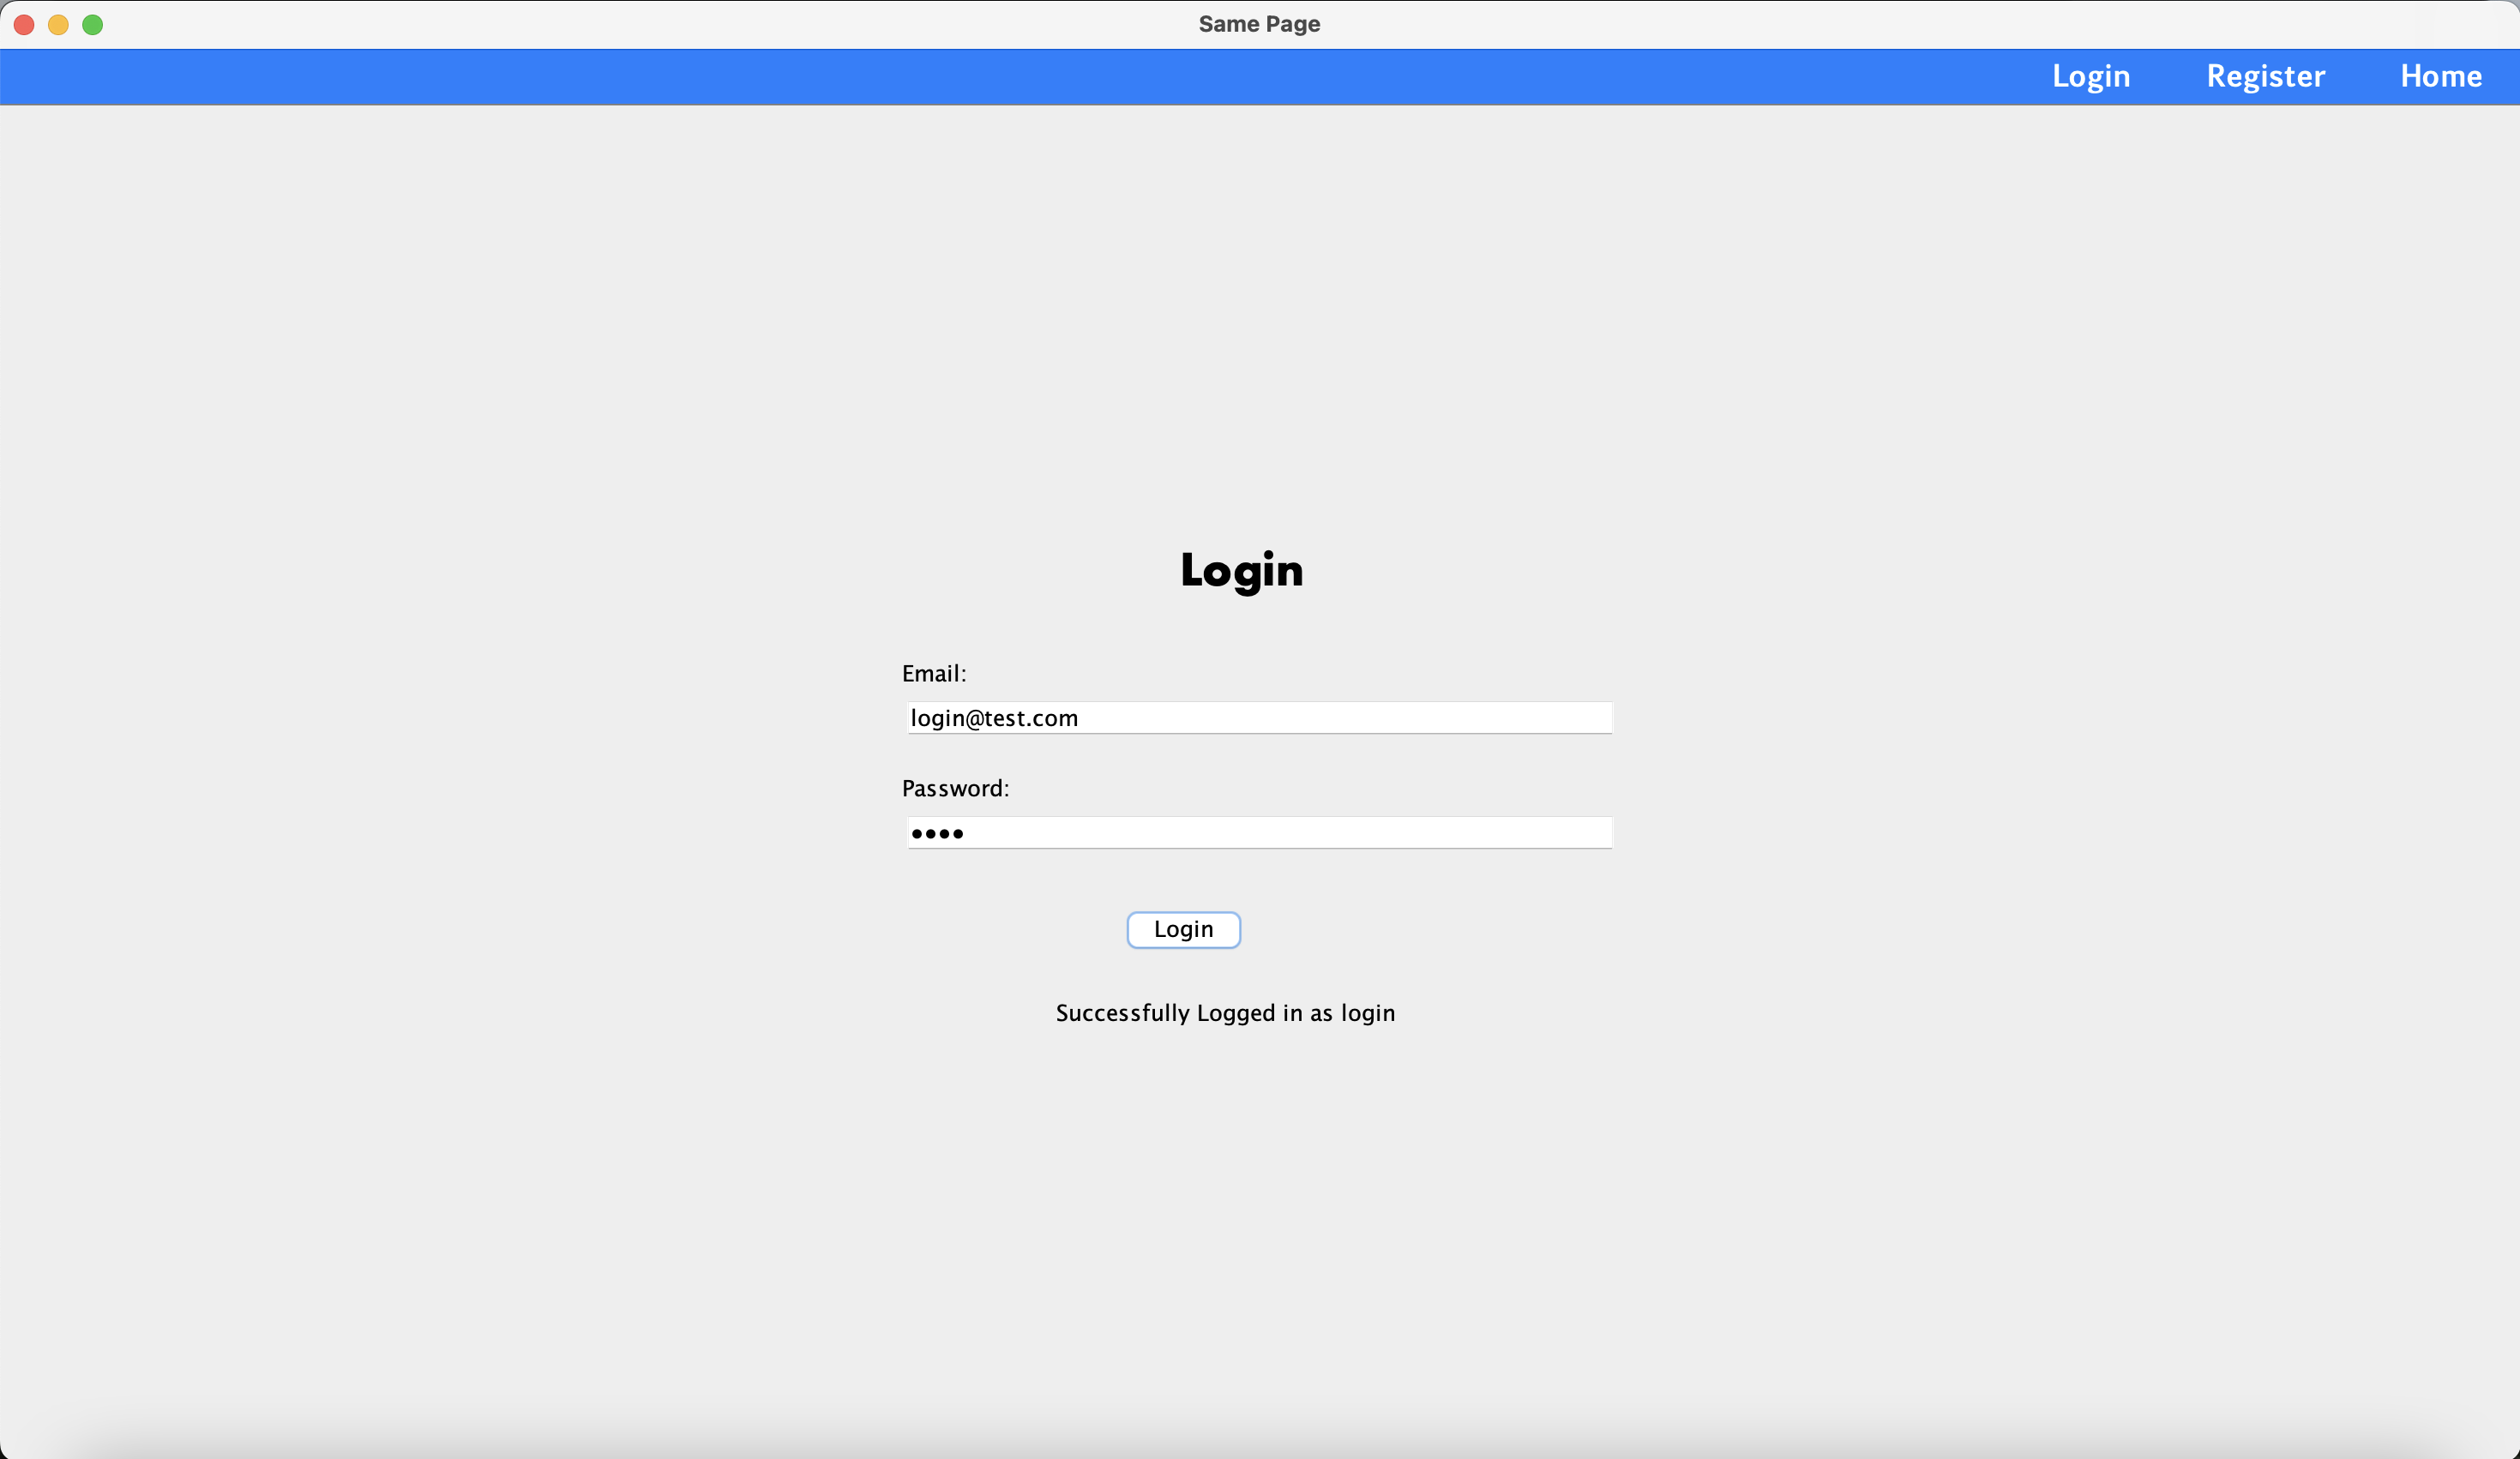 Same Page
Login Register Home
Login
Email:
login@test.com
Password:
••••
Login
Successfully Logged in as login